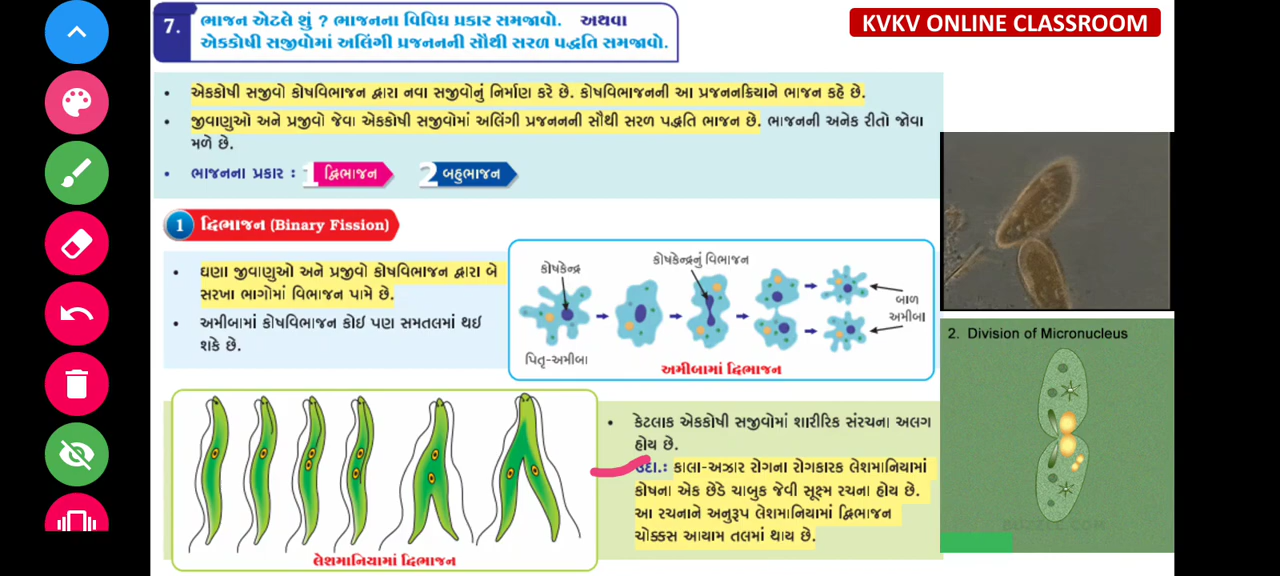 7.
ભાજન એટલે શું ? ભાજનના વિવિધ પ્રકાર સમજાવો. અથવા
એકકોષી સજીવોમાં અલિંગી પ્રજનનની સૌથી સરળ પદ્ધતિ સમજાવો.
KVKV ONLINE CLASSROOM
• એકકોષી સજીવો કોષવિભાજન દ્વારા નવા સજીવોનું નિર્માણ કરે છે. કોષવિભાજનની આ પ્રજનનક્રિયાને ભાજન કહે છે.
• જીવાણુઓ અને પ્રજીવો જેવા એકકોષી સજીવોમાં અલિંગી પ્રજનનની સૌથી સરળ પદ્ધતિ ભાજન છે. ભાજનની અનેક રીતો જોવા
મળે છે.
• ભાજનના પ્રકાર : 1 દ્વિભાજન 2 બહુભાજન
1 દ્વિભાજન (Binary Fission)
• ઘણા જીવાણુઓ અને પ્રજીવો કોષવિભાજન દ્વારા બે
સરખા ભાગોમાં વિભાજન પામે છે.
• અમીબામાં કોષવિભાજન કોઈ પણ સમતલમાં થઈ
શકે છે.
કોષકેન્દ્ર
કોષકેન્દ્રનું વિભાજન
બાળ
અમીબા
પિતૃ-અમીબા
અમીબામાં દ્વિભાજન
2. Division of Micronucleus
• કેટલાક એકકોષી સજીવોમાં શારીરિક સંરચના અલગ
હોય છે.
ઉદા.: કાલા-અઝાર રોગના રોગકારક લેશમાનિયામાં
કોષના એક છેડે ચાબુક જેવી સૂક્ષ્મ રચના હોય છે.
આ રચનાને અનુરૂપ લેશમાનિયામાં દ્વિભાજન
ચોક્કસ આયામ તલમાં થાય છે.
લેશમાનિયામાં દ્વિભાજન